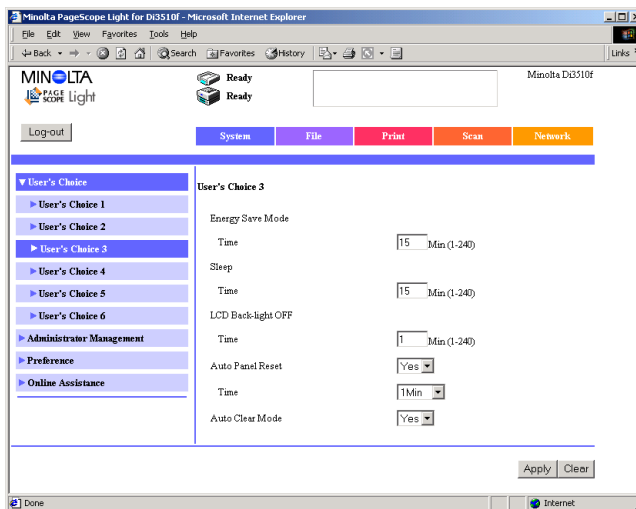 Minolta PageScope Light for Di3510f - Microsoft Internet Explorer
File Edit View Favorites Tools Help
Back Search Favorites History Links
MINOLTA
PAGE SCOPE Light
Ready
Ready
Minolta Di3510f
Log-out
System File Print Scan Network
User's Choice
User's Choice 1
User's Choice 2
User's Choice 3
User's Choice 4
User's Choice 5
User's Choice 6
Administrator Management
Preference
Online Assistance
User's Choice 3
Energy Save Mode
Time 15 Min (1-240)
Sleep
Time 15 Min (1-240)
LCD Back-light OFF
Time 1 Min (1-240)
Auto Panel Reset Yes
Time 1Min
Auto Clear Mode Yes
Apply Clear
Done Internet